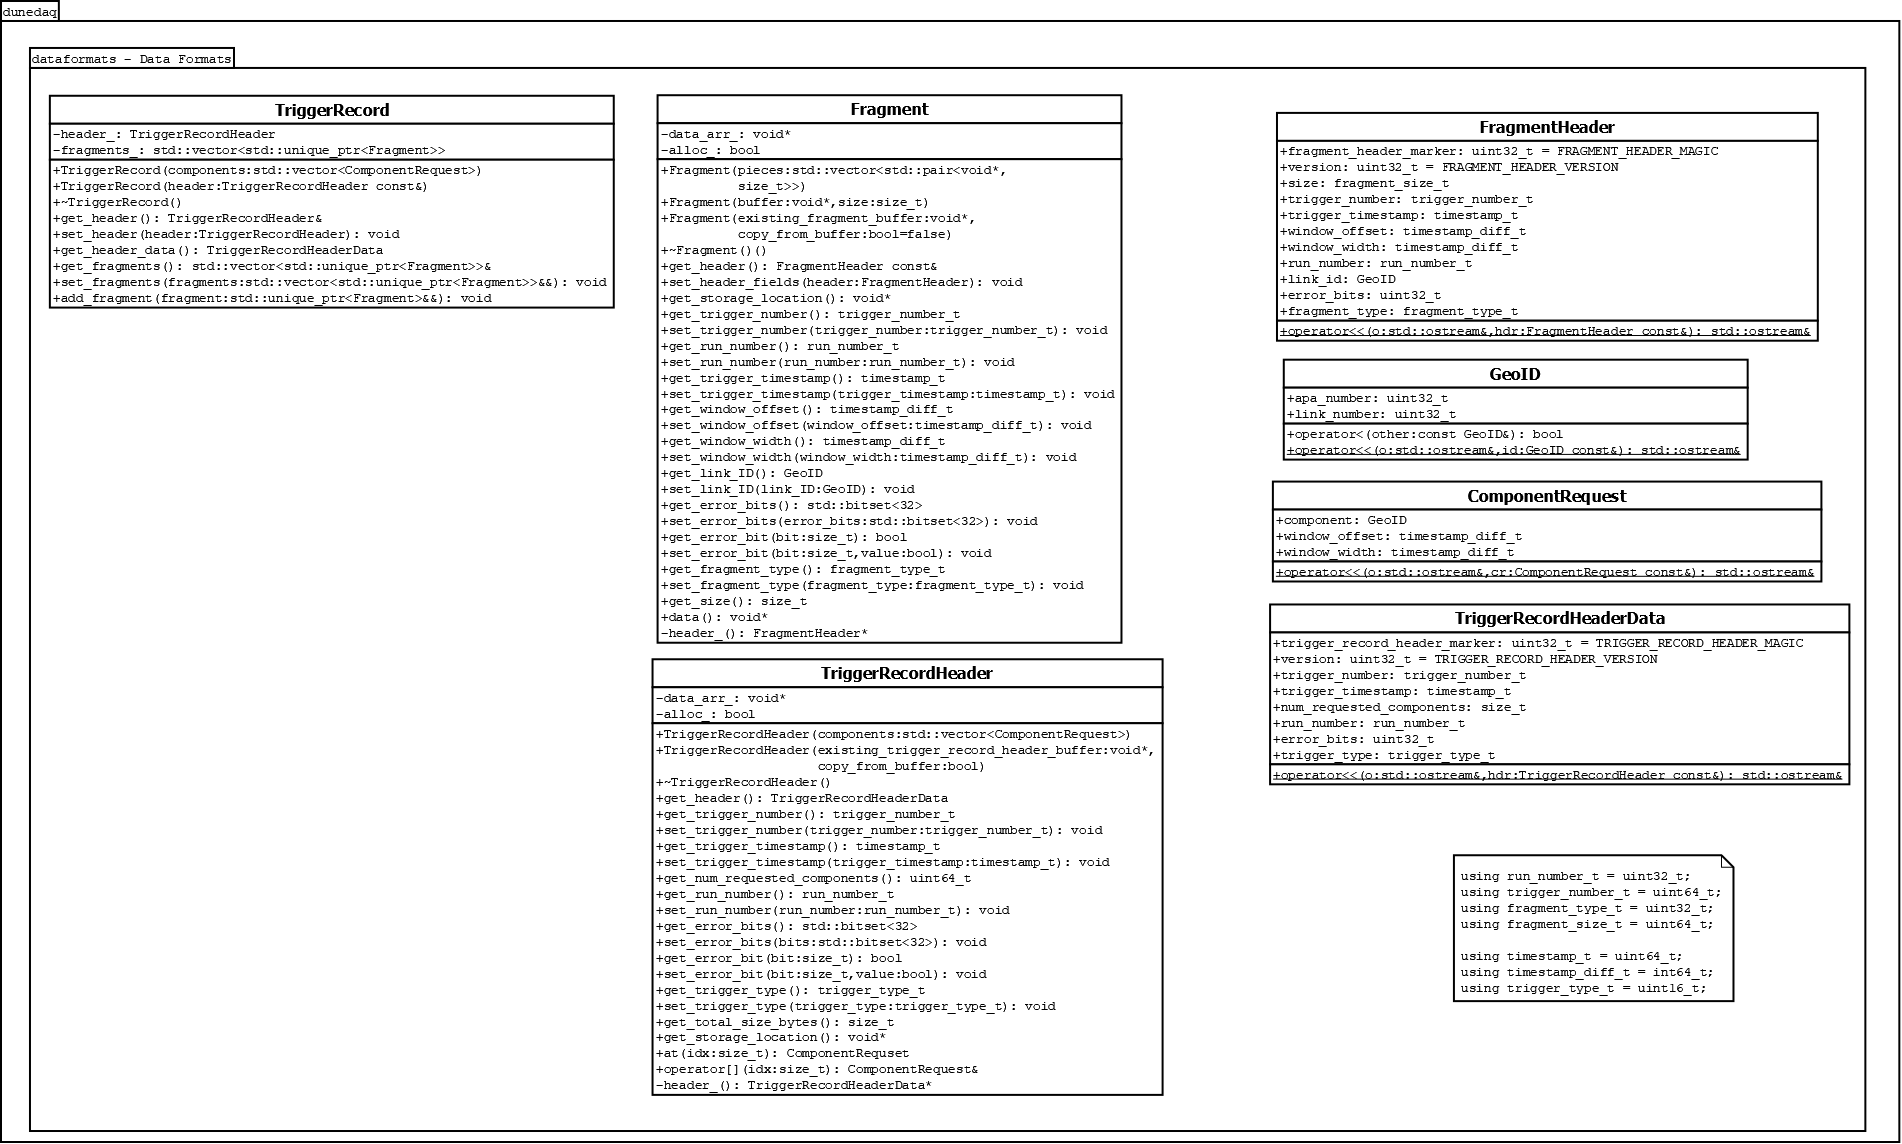 dunedaq
dataformats - Data Formats
TriggerRecord
-header_: TriggerRecordHeader
-fragments_: std::vector<std::unique_ptr<Fragment>>
+TriggerRecord(components:std::vector<ComponentRequest>)
+TriggerRecord(header:TriggerRecordHeader const&)
+~TriggerRecord()
+get_header(): TriggerRecordHeader&
+set_header(header:TriggerRecordHeader): void
+get_header_data(): TriggerRecordHeaderData
+get_fragments(): std::vector<std::unique_ptr<Fragment>>&
+set_fragments(fragments:std::vector<std::unique_ptr<Fragment>>&&): void
+add_fragment(fragment:std::unique_ptr<Fragment>&&): void
Fragment
-data_arr_: void*
-alloc_: bool
+Fragment(pieces:std::vector<std::pair<void*,
size_t>>)
+Fragment(buffer:void*,size:size_t)
+Fragment(existing_fragment_buffer:void*,
copy_from_buffer:bool=false)
+~Fragment()()
+get_header(): FragmentHeader const&
+set_header_fields(header:FragmentHeader): void
+get_storage_location(): void*
+get_trigger_number(): trigger_number_t
+set_trigger_number(trigger_number:trigger_number_t): void
+get_run_number(): run_number_t
+set_run_number(run_number:run_number_t): void
+get_trigger_timestamp(): timestamp_t
+set_trigger_timestamp(trigger_timestamp:timestamp_t): void
+get_window_offset(): timestamp_diff_t
+set_window_offset(window_offset:timestamp_diff_t): void
+get_window_width(): timestamp_diff_t
+set_window_width(window_width:timestamp_diff_t): void
+get_link_ID(): GeoID
+set_link_ID(link_ID:GeoID): void
+get_error_bits(): std::bitset<32>
+set_error_bits(error_bits:std::bitset<32>): void
+get_error_bit(bit:size_t): bool
+set_error_bit(bit:size_t,value:bool): void
+get_fragment_type(): fragment_type_t
+set_fragment_type(fragment_type:fragment_type_t): void
+get_size(): size_t
+data(): void*
-header_(): FragmentHeader*
TriggerRecordHeader
-data_arr_: void*
-alloc_: bool
+TriggerRecordHeader(components:std::vector<ComponentRequest>)
+TriggerRecordHeader(existing_trigger_record_header_buffer:void*,
copy_from_buffer:bool)
+~TriggerRecordHeader()
+get_header(): TriggerRecordHeaderData
+get_trigger_number(): trigger_number_t
+set_trigger_number(trigger_number:trigger_number_t): void
+get_trigger_timestamp(): timestamp_t
+set_trigger_timestamp(trigger_timestamp:timestamp_t): void
+get_num_requested_components(): uint64_t
+get_run_number(): run_number_t
+set_run_number(run_number:run_number_t): void
+get_error_bits(): std::bitset<32>
+set_error_bits(bits:std::bitset<32>): void
+get_error_bit(bit:size_t): bool
+set_error_bit(bit:size_t,value:bool): void
+get_trigger_type(): trigger_type_t
+set_trigger_type(trigger_type:trigger_type_t): void
+get_total_size_bytes(): size_t
+get_storage_location(): void*
+at(idx:size_t): ComponentRequset
+operator[](idx:size_t): ComponentRequest&
-header_(): TriggerRecordHeaderData*
FragmentHeader
+fragment_header_marker: uint32_t = FRAGMENT_HEADER_MAGIC
+version: uint32_t = FRAGMENT_HEADER_VERSION
+size: fragment_size_t
+trigger_number: trigger_number_t
+trigger_timestamp: timestamp_t
+window_offset: timestamp_diff_t
+window_width: timestamp_diff_t
+run_number: run_number_t
+link_id: GeoID
+error_bits: uint32_t
+fragment_type: fragment_type_t
+operator<<(o:std::ostream&,hdr:FragmentHeader const&): std::ostream&
GeoID
+apa_number: uint32_t
+link_number: uint32_t
+operator<(other:const GeoID&): bool
+operator<<(o:std::ostream&,id:GeoID const&): std::ostream&
ComponentRequest
+component: GeoID
+window_offset: timestamp_diff_t
+window_width: timestamp_diff_t
+operator<<(o:std::ostream&,cr:ComponentRequest const&): std::ostream&
TriggerRecordHeaderData
+trigger_record_header_marker: uint32_t = TRIGGER_RECORD_HEADER_MAGIC
+version: uint32_t = TRIGGER_RECORD_HEADER_VERSION
+trigger_number: trigger_number_t
+trigger_timestamp: timestamp_t
+num_requested_components: size_t
+run_number: run_number_t
+error_bits: uint32_t
+trigger_type: trigger_type_t
+operator<<(o:std::ostream&,hdr:TriggerRecordHeader const&): std::ostream&
using run_number_t = uint32_t;
using trigger_number_t = uint64_t;
using fragment_type_t = uint32_t;
using fragment_size_t = uint64_t;
using timestamp_t = uint64_t;
using timestamp_diff_t = int64_t;
using trigger_type_t = uint16_t;